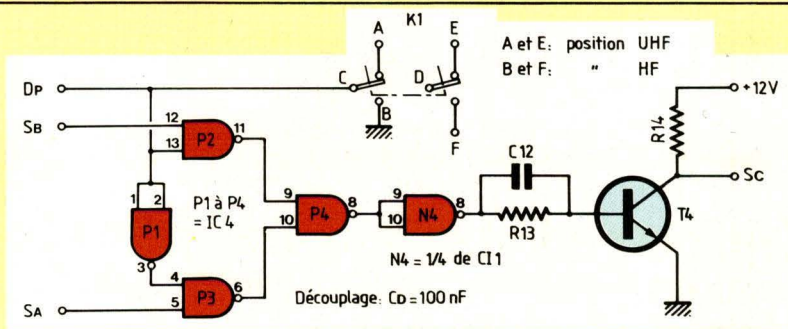 K1
A
E
A et E: position UHF
B et F: " HF
C
D
DP
B
F
+12V
SB
12
13
P2
11
R14
C12
Sc
1
2
P1 à P4
= IC 4
P1
3
9
10
P4
8
9
10
N4
8
R13
T4
N4 = 1/4 de CI 1
4
5
P3
6
SA
Découplage: CD = 100 nF